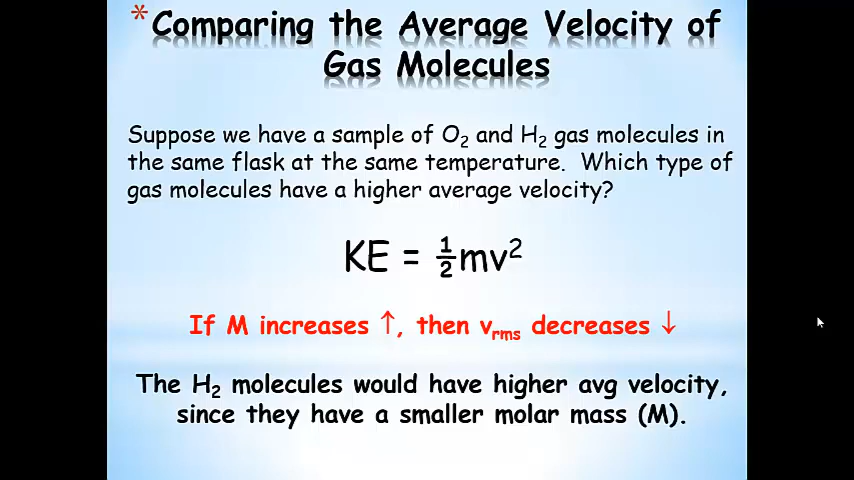 * Comparing the Average Velocity of
Gas Molecules
Suppose we have a sample of O₂ and H₂ gas molecules in
the same flask at the same temperature. Which type of
gas molecules have a higher average velocity?
KE = ½mv²
If M increases ↑, then vᵣₘₛ decreases ↓
The H₂ molecules would have higher avg velocity,
since they have a smaller molar mass (M).